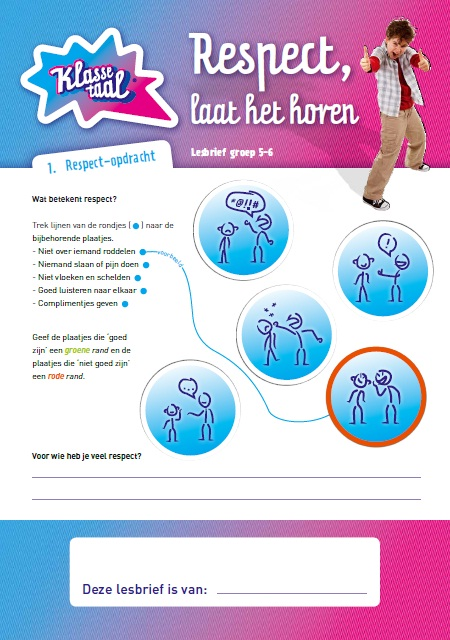 Klasse
taal
Respect,
laat het horen
Lesbrief groep 5-6
1. Respect-opdracht
Wat betekent respect?
Trek lijnen van de rondjes ( ● ) naar de
bijbehorende plaatjes.
- Niet over iemand roddelen
voorbeeld
- Niemand slaan of pijn doen
- Niet vloeken en schelden
- Goed luisteren naar elkaar
- Complimentjes geven
*@!!#
!
...
Geef de plaatjes die 'goed
zijn' een groene rand en de
plaatjes die 'niet goed zijn'
een rode rand.
Voor wie heb je veel respect?
Deze lesbrief is van: